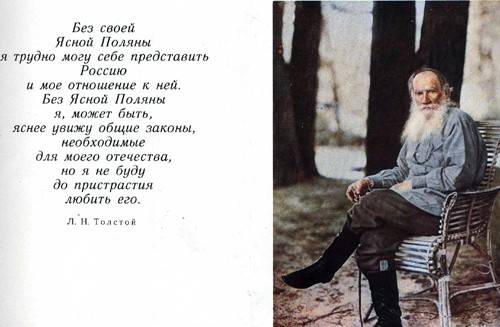 Без своей
Ясной Поляны
я трудно могу себе представить
Россию
и мое отношение к ней.
Без Ясной Поляны
я, может быть,
яснее увижу общие законы,
необходимые
для моего отечества,
но я не буду
до пристрастия
любить его.
Л. Н. Толстой